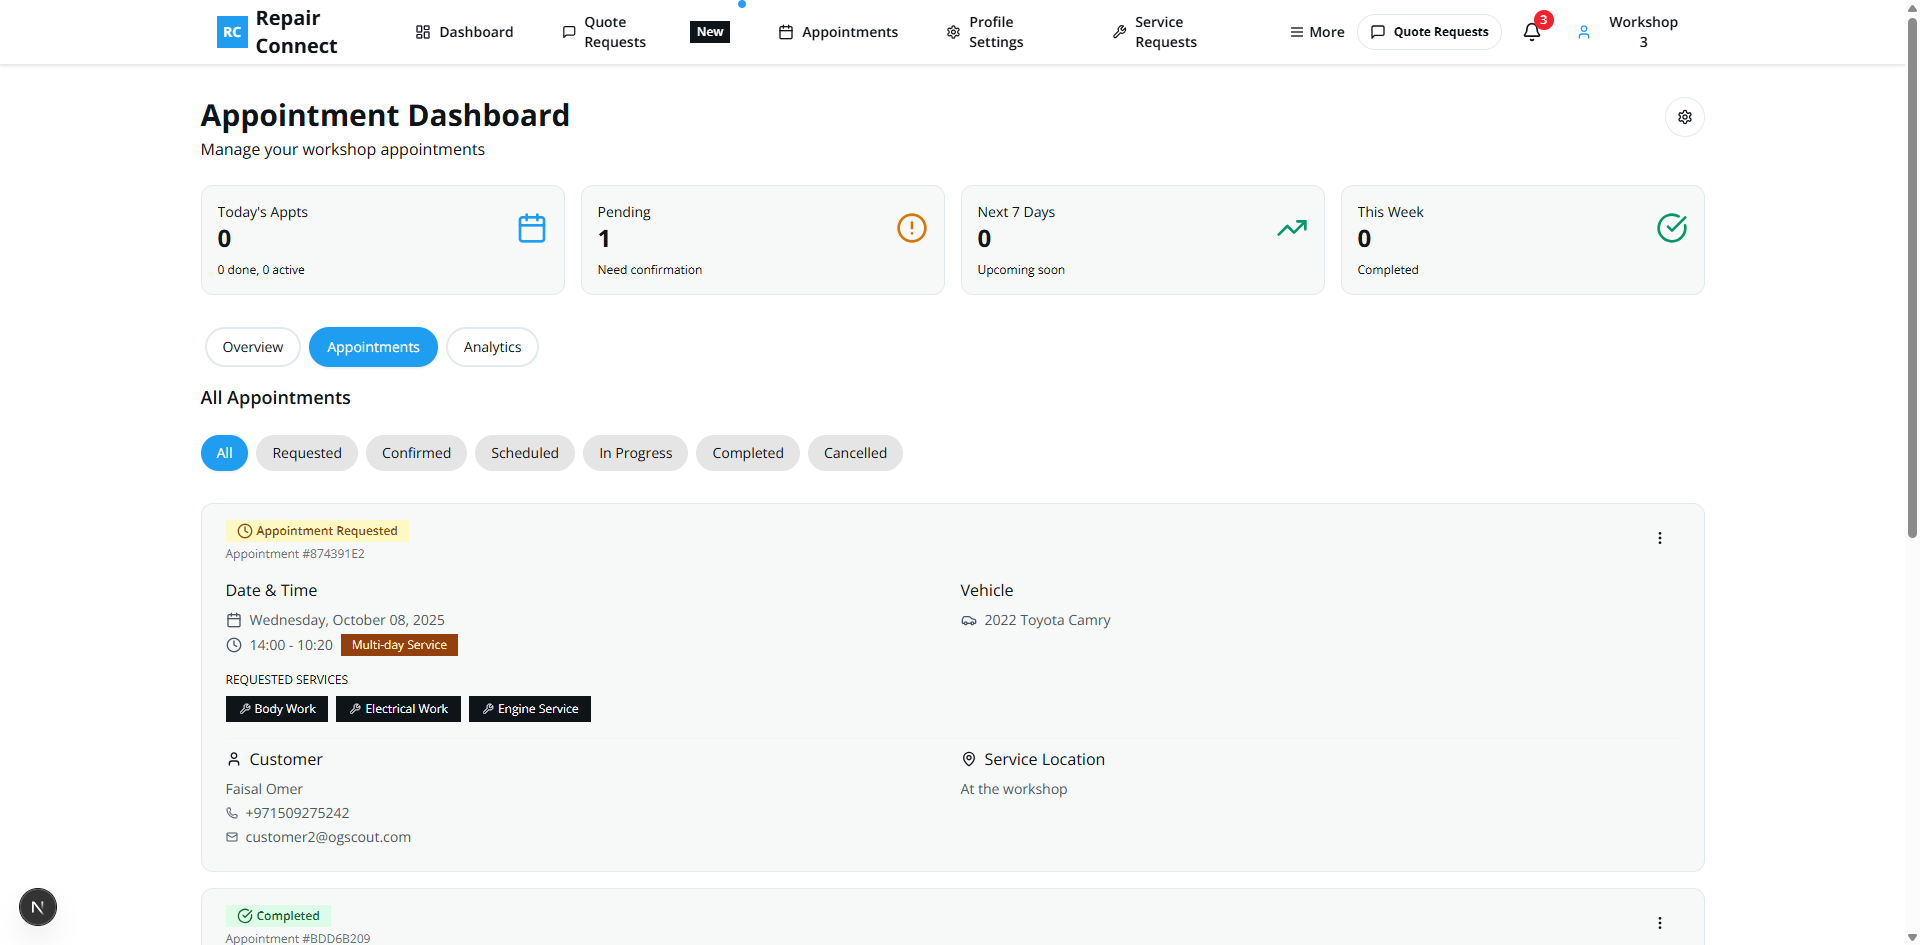 RC
Repair
Connect
Dashboard
Quote
Requests
New
Appointments
Profile
Settings
Service
Requests
More
Quote Requests
3
Workshop
3
Appointment Dashboard
Manage your workshop appointments
Today's Appts
0
0 done, 0 active
Pending
1
Need confirmation
Next 7 Days
0
Upcoming soon
This Week
0
Completed
Overview
Appointments
Analytics
All Appointments
All
Requested
Confirmed
Scheduled
In Progress
Completed
Cancelled
Appointment Requested
Appointment #874391E2
Date & Time
Wednesday, October 08, 2025
14:00 - 10:20
Multi-day Service
Vehicle
2022 Toyota Camry
REQUESTED SERVICES
Body Work
Electrical Work
Engine Service
Customer
Faisal Omer
+971509275242
customer2@ogscout.com
Service Location
At the workshop
N
Completed
Appointment #BDD6B209